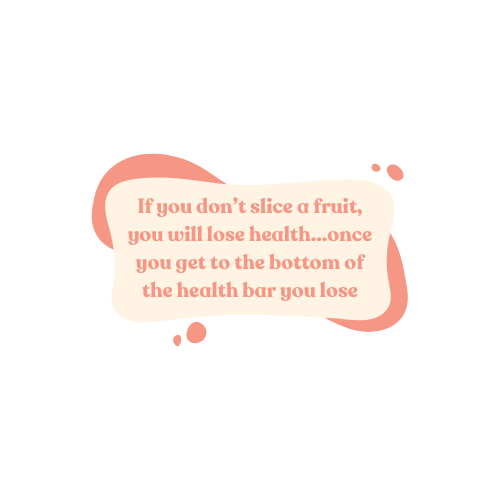 If you don’t slice a fruit,
you will lose health...once
you get to the bottom of
the health bar you lose